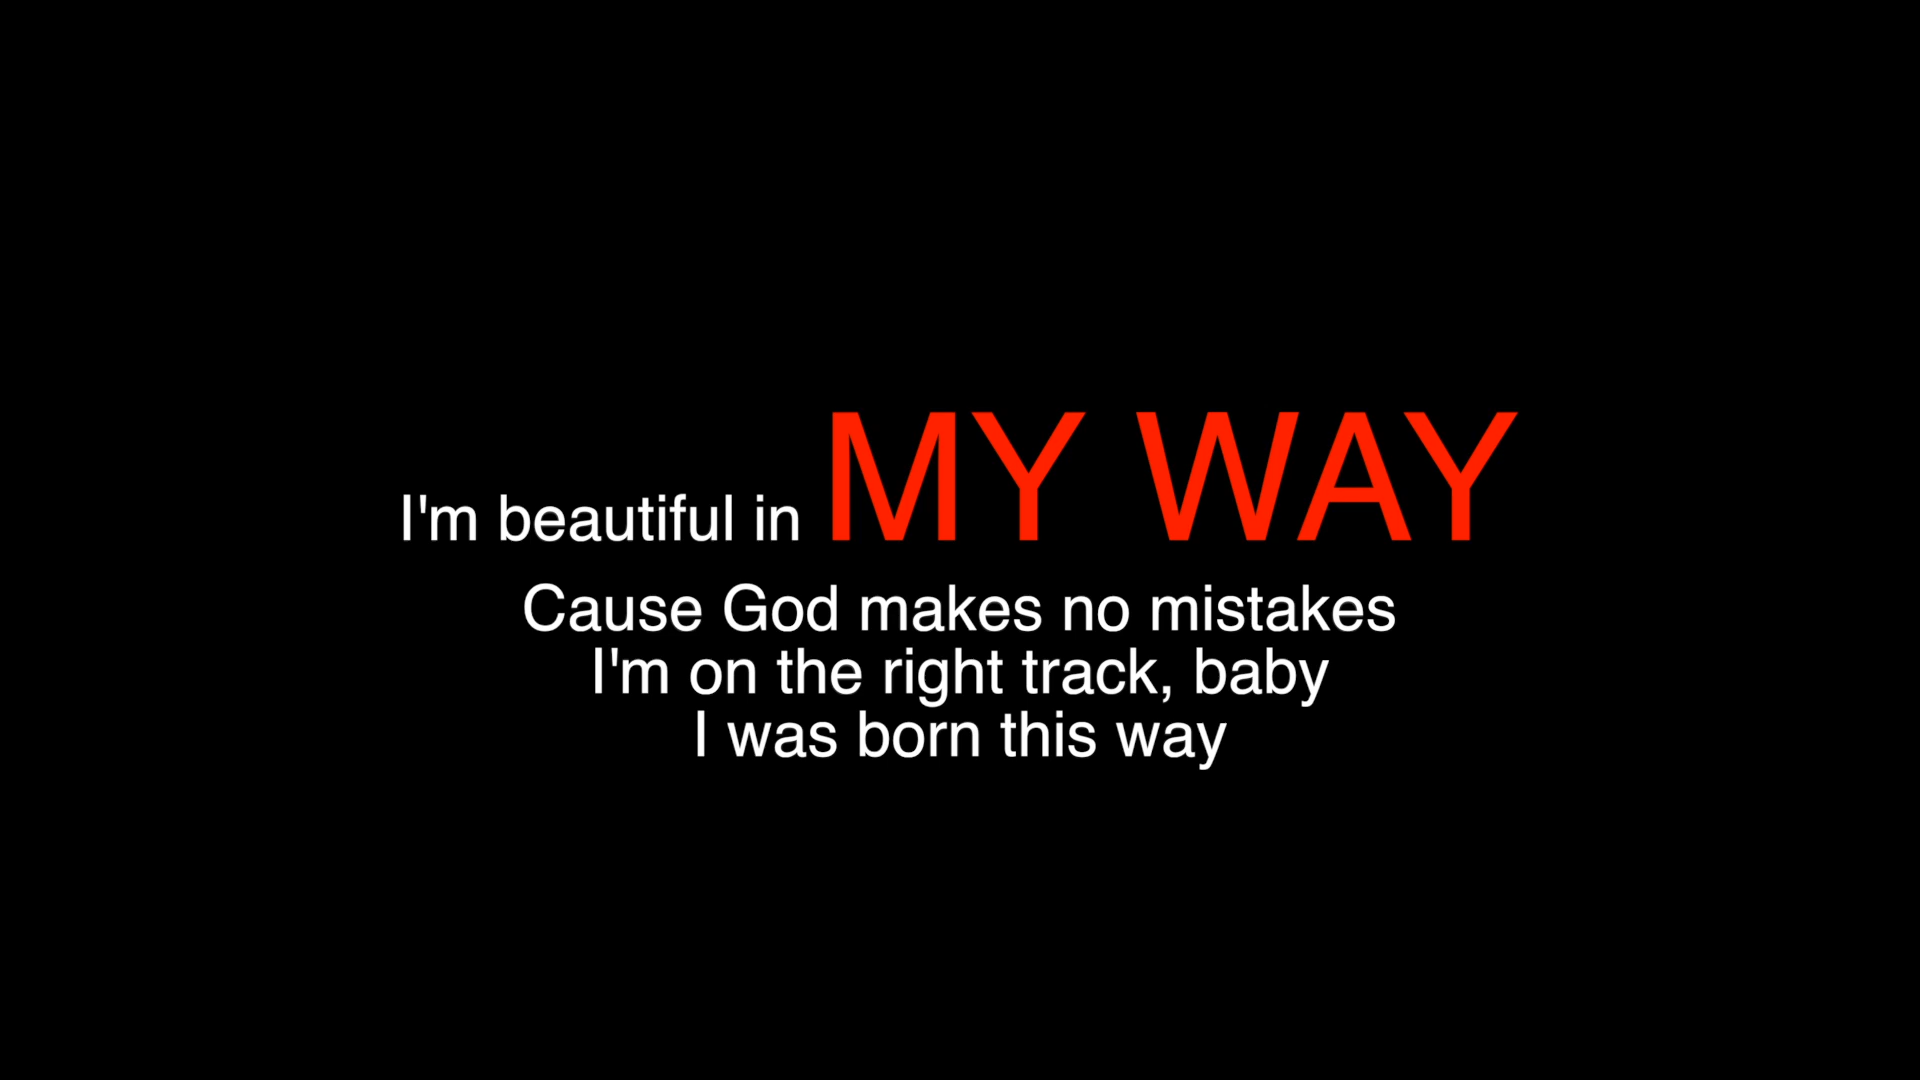 I'm beautiful in MY WAY
Cause God makes no mistakes
I'm on the right track, baby
I was born this way